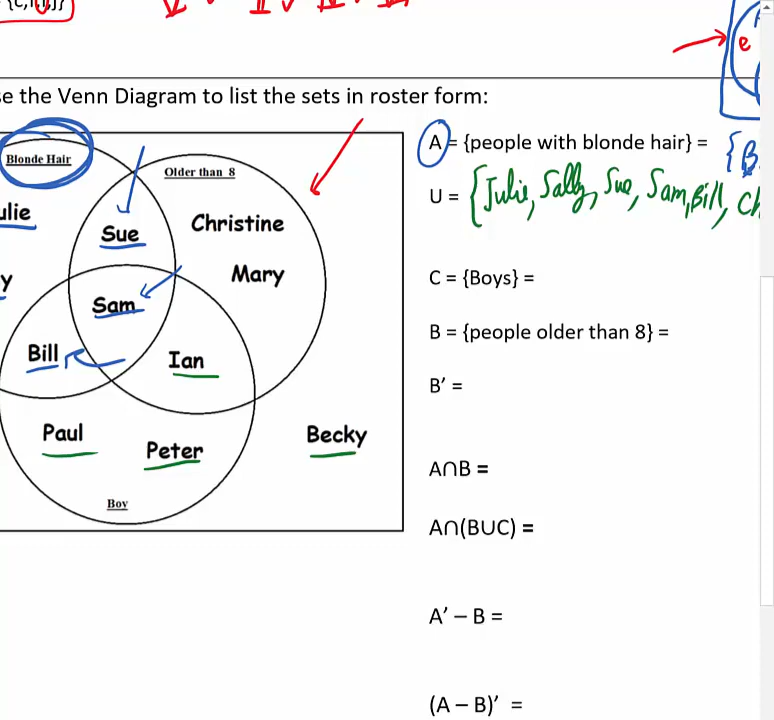 se the Venn Diagram to list the sets in roster form:
Blonde Hair
Older than 8
ulie
Sue
Christine
y
Mary
Sam
Bill
Ian
Paul
Peter
Becky
Boy
A = {people with blonde hair} = {B
U = {Julie, Sally, Sue, Sam, Bill, Ch
C = {Boys} =
B = {people older than 8} =
B′ =
A∩B =
A∩(BUC) =
A′ – B =
(A – B)′ =
e